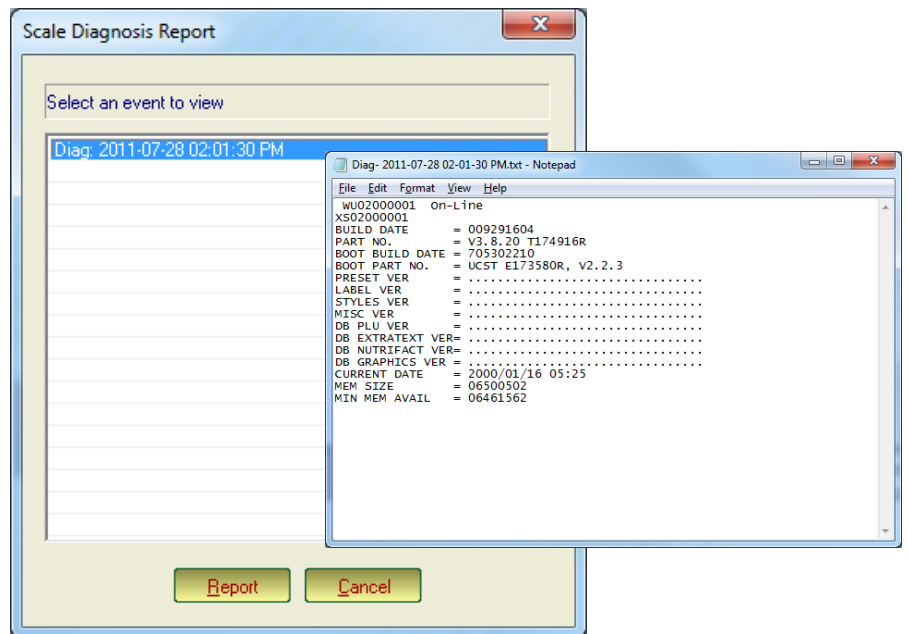 Scale Diagnosis Report
Select an event to view
Diag: 2011-07-28 02:01:30 PM
Diag- 2011-07-28 02-01-30 PM.txt - Notepad
File Edit Format View Help
WU02000001 On-Line
XS02000001
BUILD DATE = 009291604
PART NO. = V3.8.20 T174916R
BOOT BUILD DATE = 705302210
BOOT PART NO. = UCST E173580R, V2.2.3
PRESET VER = ................................
LABEL VER = ................................
STYLES VER = ................................
MISC VER = ................................
DB PLU VER = ................................
DB EXTRATEXT VER= ................................
DB NUTRIFACT VER= ................................
DB GRAPHICS VER = ................................
CURRENT DATE = 2000/01/16 05:25
MEM SIZE = 06500502
MIN MEM AVAIL = 06461562
Report Cancel